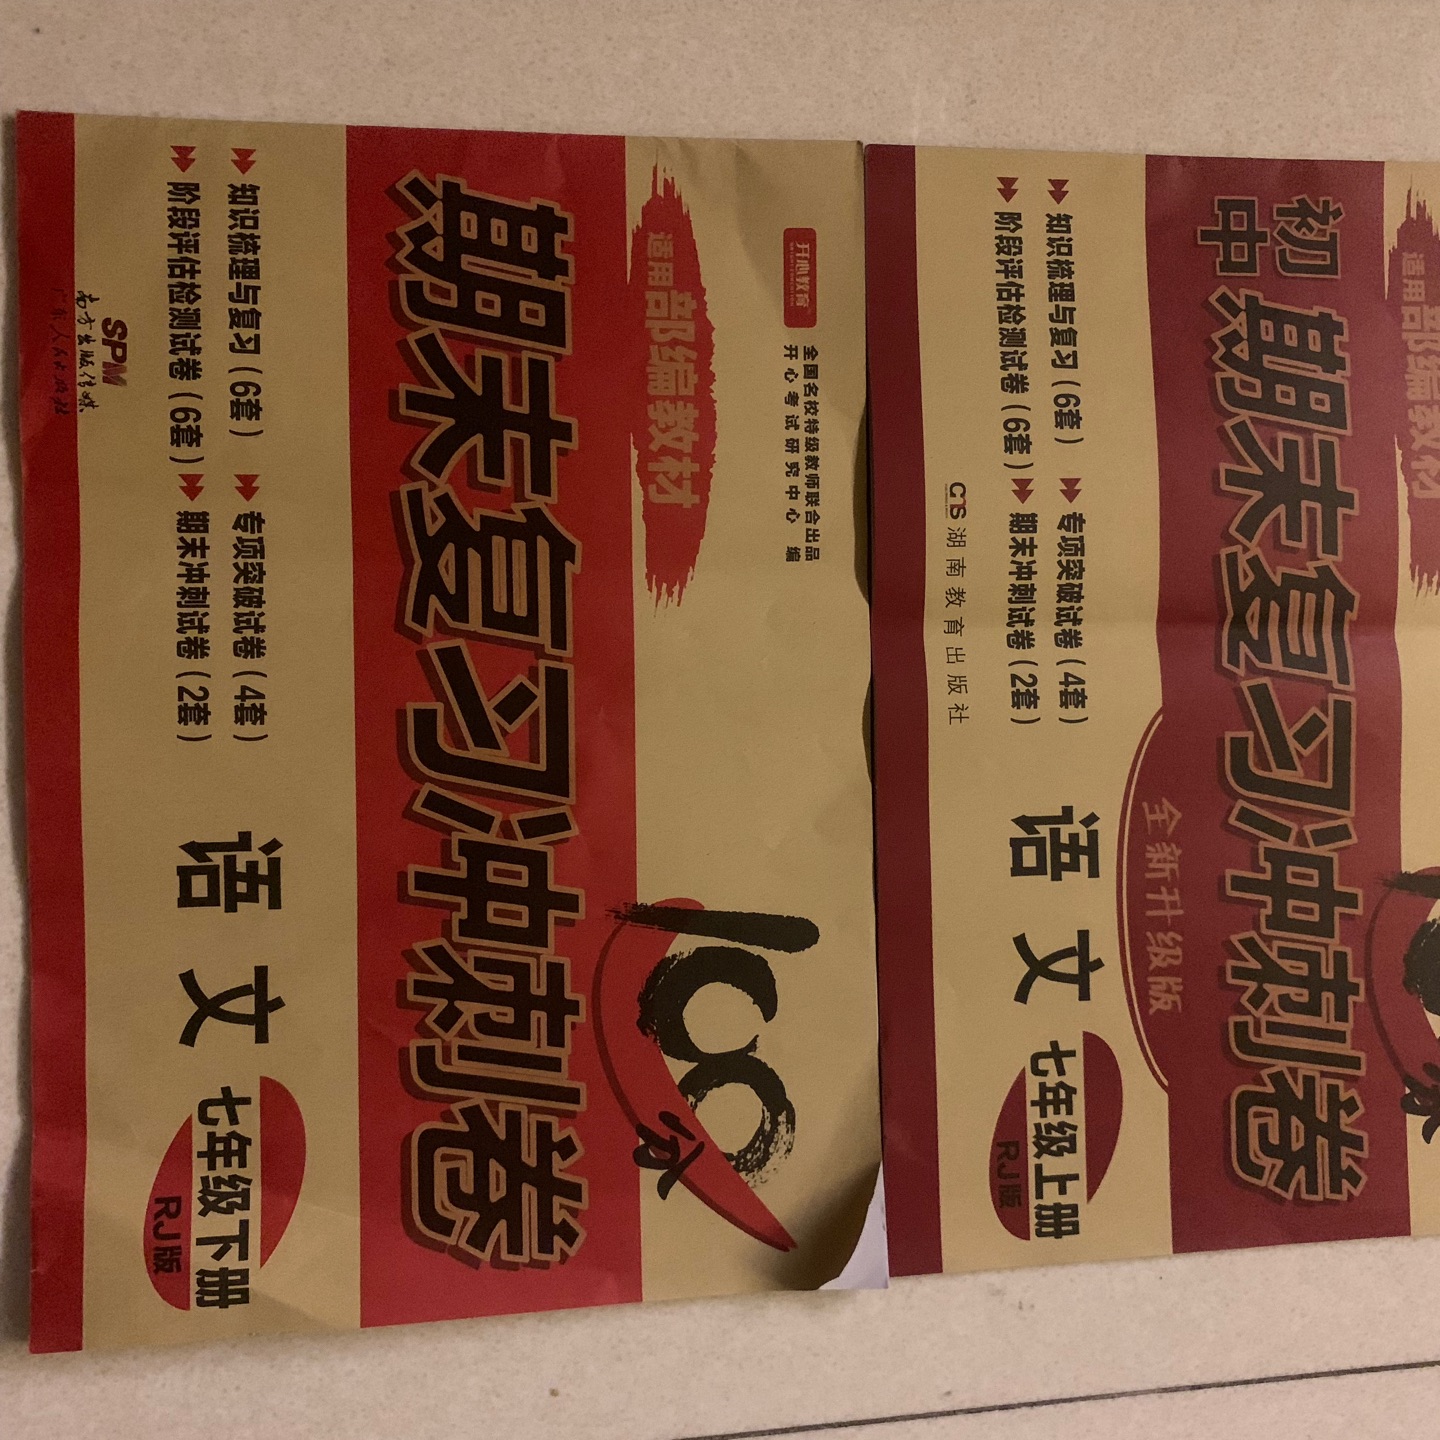 开心教育
全国名校特级教师联合出品
开心考试研究中心 编
适用部编教材
100分
期末复习冲刺卷
知识梳理与复习(6套)
专项突破试卷(4套)
阶段评估检测试卷(6套)
期末冲刺试卷(2套)
语文
七年级下册
RJ版
SPM
南方出版传媒
广东人民出版社
适用部编教材
初中
期末复习冲刺卷
全新升级版
知识梳理与复习(6套)
专项突破试卷(4套)
阶段评估检测试卷(6套)
期末冲刺试卷(2套)
语文
七年级上册
RJ版
湖南教育出版社